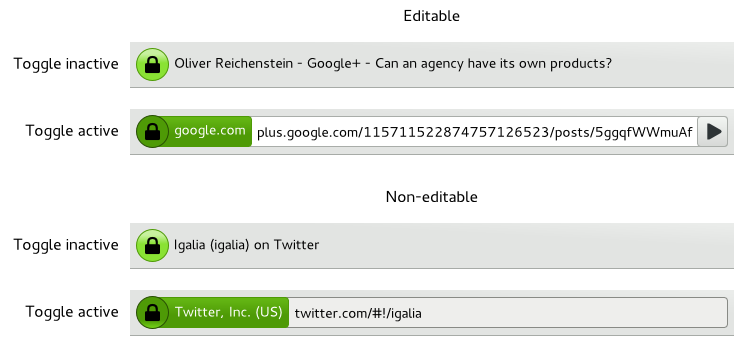 Editable
Toggle inactive
Oliver Reichenstein - Google+ - Can an agency have its own products?
Toggle active
google.com
plus.google.com/115711522874757126523/posts/5ggqfWWmuAf
Non-editable
Toggle inactive
Igalia (igalia) on Twitter
Toggle active
Twitter, Inc. (US)
twitter.com/#!/igalia